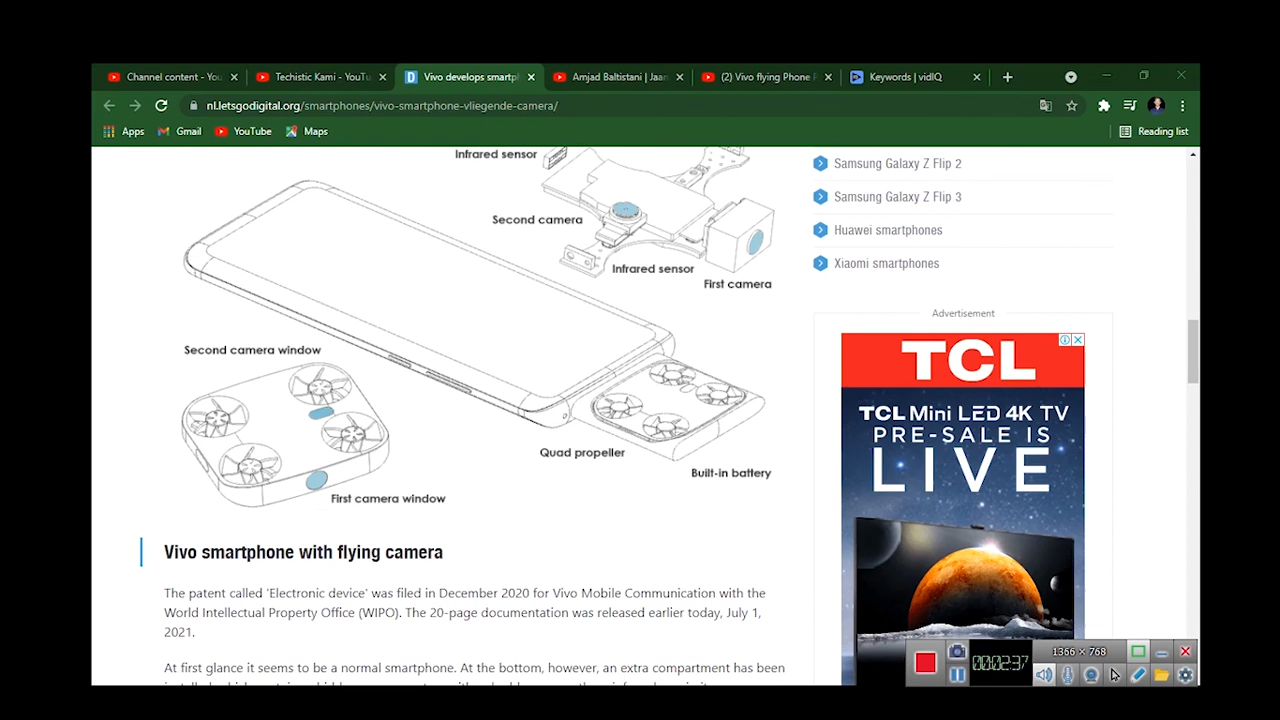 Channel content - You
Techistic Kami - YouTu
Vivo develops smartph
Amjad Baltistani | Jaan
(2) Vivo flying Phone P
Keywords | vidIQ
nl.letsgodigital.org/smartphones/vivo-smartphone-vliegende-camera/
Apps
Gmail
YouTube
Maps
Reading list
Infrared sensor
Second camera
Infrared sensor
First camera
Second camera window
Quad propeller
Built-in battery
First camera window
Vivo smartphone with flying camera
The patent called 'Electronic device' was filed in December 2020 for Vivo Mobile Communication with the
World Intellectual Property Office (WIPO). The 20-page documentation was released earlier today, July 1,
2021.
At first glance it seems to be a normal smartphone. At the bottom, however, an extra compartment has been
Samsung Galaxy Z Flip 2
Samsung Galaxy Z Flip 3
Huawei smartphones
Xiaomi smartphones
Advertisement
TCL
TCL Mini LED 4K TV
PRE-SALE IS
LIVE
1366 × 768
00:02:37